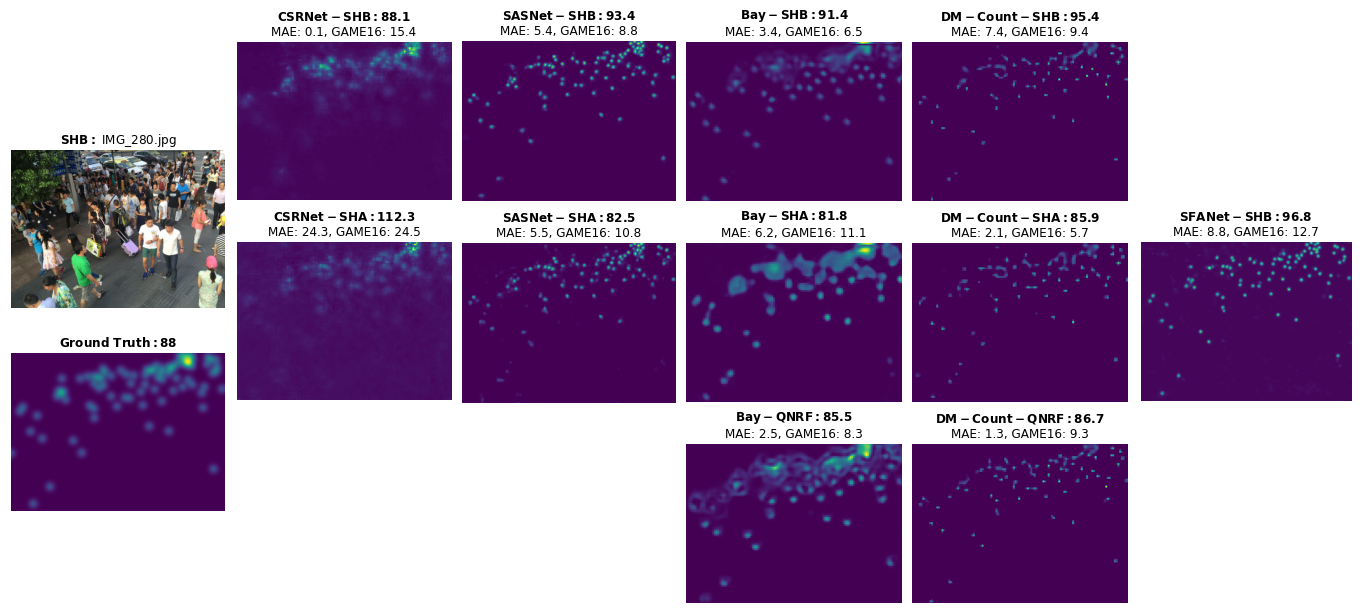 CSRNet − SHB : 88.1
MAE: 0.1, GAME16: 15.4
SASNet − SHB : 93.4
MAE: 5.4, GAME16: 8.8
Bay − SHB : 91.4
MAE: 3.4, GAME16: 6.5
DM − Count − SHB : 95.4
MAE: 7.4, GAME16: 9.4
SHB : IMG_280.jpg
CSRNet − SHA : 112.3
MAE: 24.3, GAME16: 24.5
SASNet − SHA : 82.5
MAE: 5.5, GAME16: 10.8
Bay − SHA : 81.8
MAE: 6.2, GAME16: 11.1
DM − Count − SHA : 85.9
MAE: 2.1, GAME16: 5.7
SFANet − SHB : 96.8
MAE: 8.8, GAME16: 12.7
Ground Truth : 88
Bay − QNRF : 85.5
MAE: 2.5, GAME16: 8.3
DM − Count − QNRF : 86.7
MAE: 1.3, GAME16: 9.3